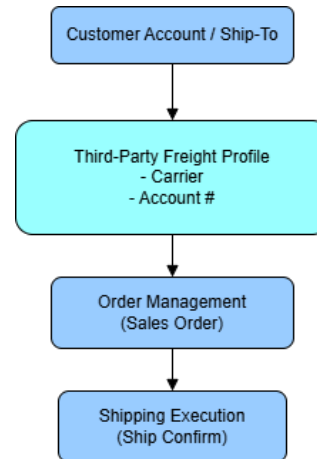 Customer Account / Ship-To
Third-Party Freight Profile
- Carrier
- Account #
Order Management
(Sales Order)
Shipping Execution
(Ship Confirm)